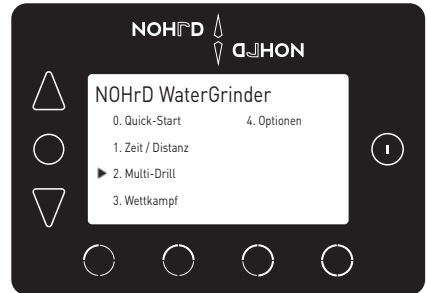 NOHrD
NOHrD
NOHrD WaterGrinder
0. Quick-Start 4. Optionen
1. Zeit / Distanz
2. Multi-Drill
3. Wettkampf